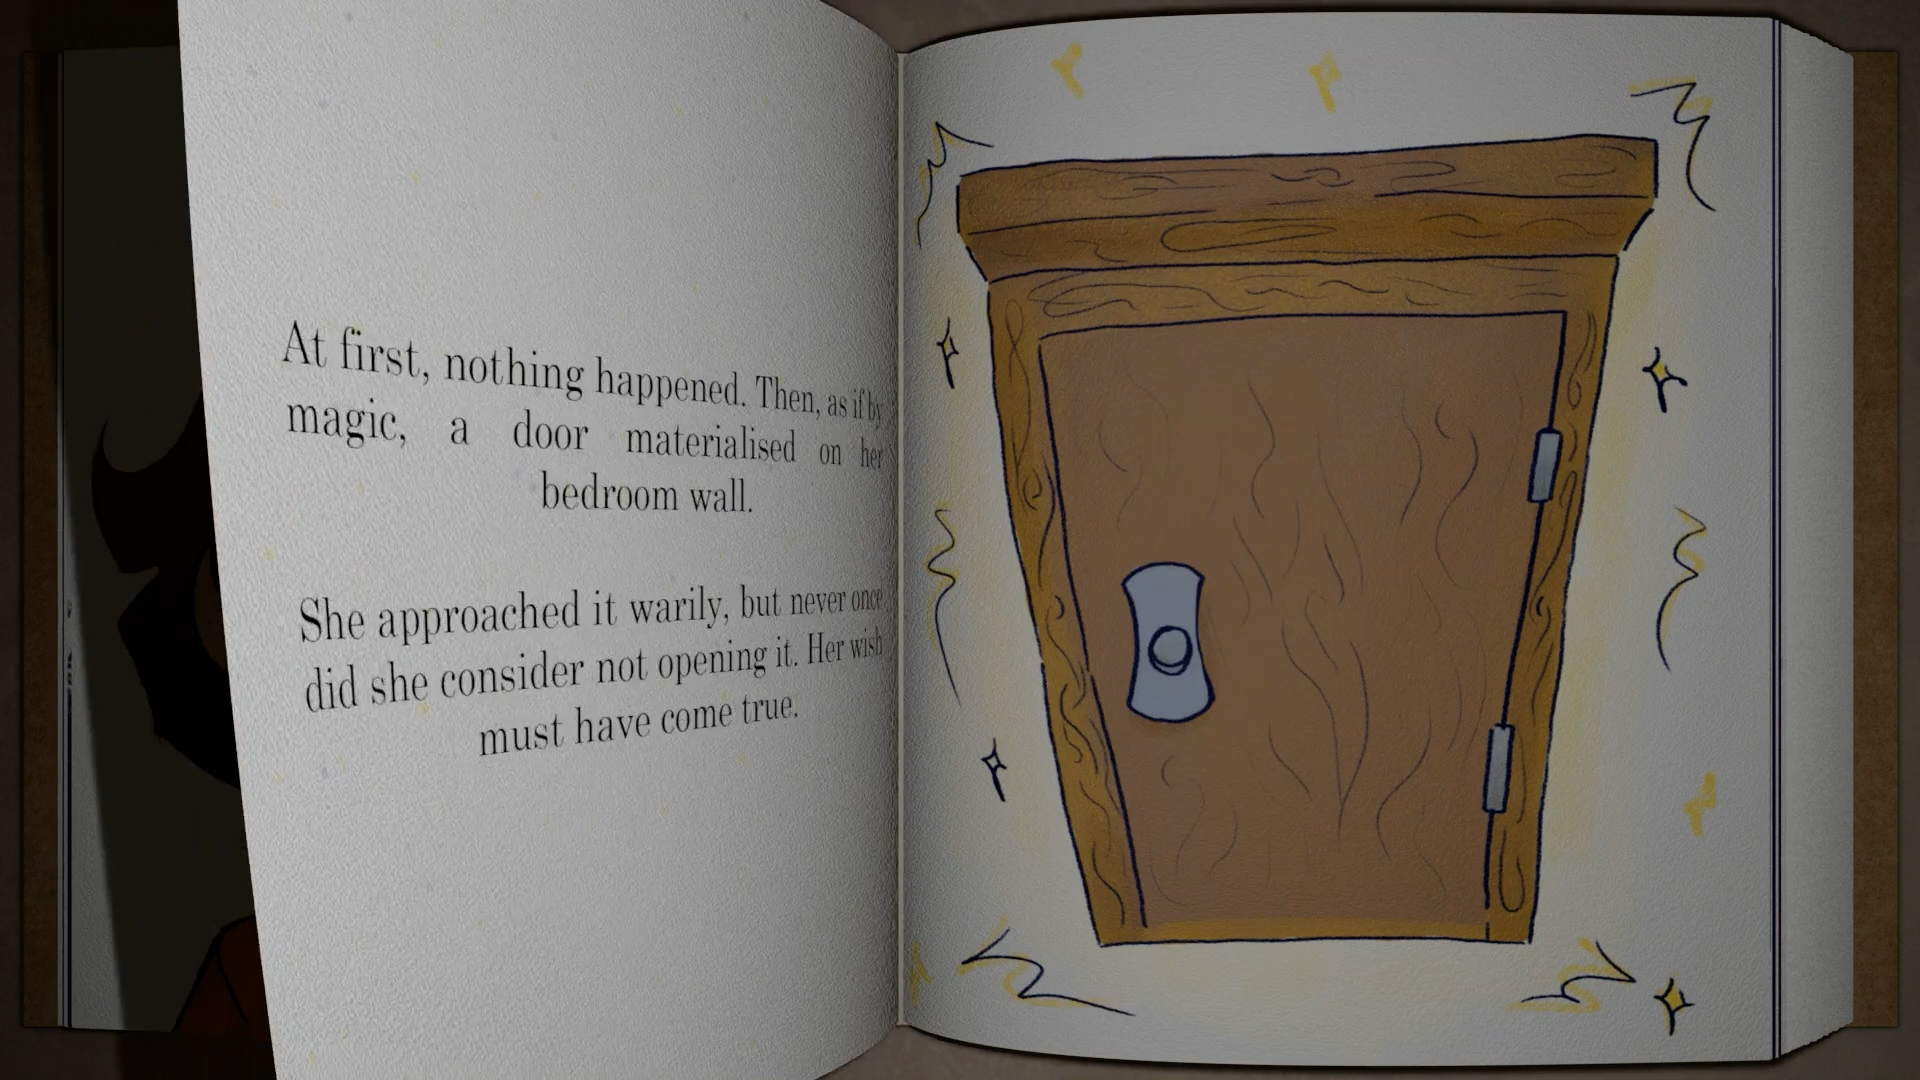 At first, nothing happened. Then, as if by
magic, a door materialised on her
bedroom wall.
She approached it warily, but never once
did she consider not opening it. Her wish
must have come true.